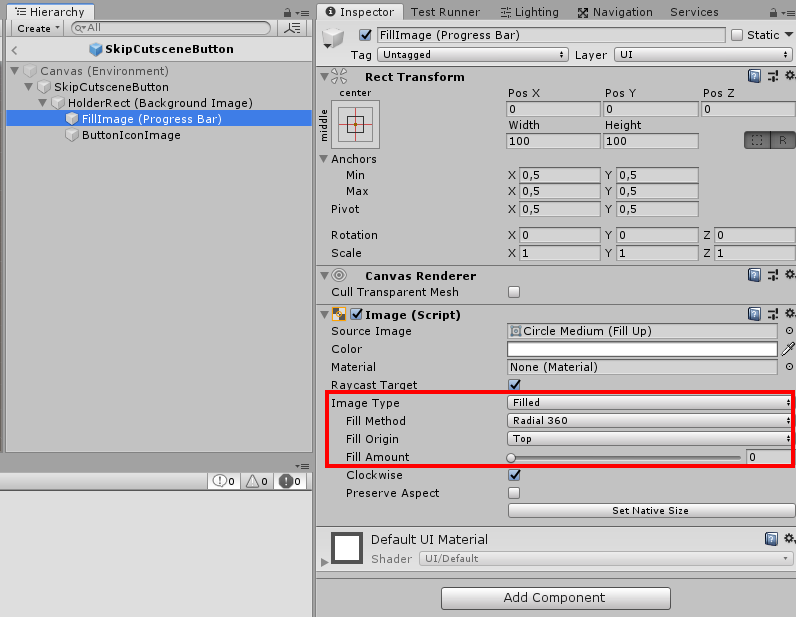 Hierarchy
Create
All
SkipCutsceneButton
Canvas (Environment)
SkipCutsceneButton
HolderRect (Background Image)
FillImage (Progress Bar)
ButtonIconImage
0 0 0
Inspector Test Runner Lighting Navigation Services
FillImage (Progress Bar) Static
Tag Untagged Layer UI
Rect Transform
center Pos X Pos Y Pos Z
middle 0 0 0
Width Height
100 100 R
Anchors
Min X 0,5 Y 0,5
Max X 0,5 Y 0,5
Pivot X 0,5 Y 0,5
Rotation X 0 Y 0 Z 0
Scale X 1 Y 1 Z 1
Canvas Renderer
Cull Transparent Mesh
Image (Script)
Source Image Circle Medium (Fill Up)
Color
Material None (Material)
Raycast Target
Image Type Filled
Fill Method Radial 360
Fill Origin Top
Fill Amount 0
Clockwise
Preserve Aspect
Set Native Size
Default UI Material
Shader UI/Default
Add Component